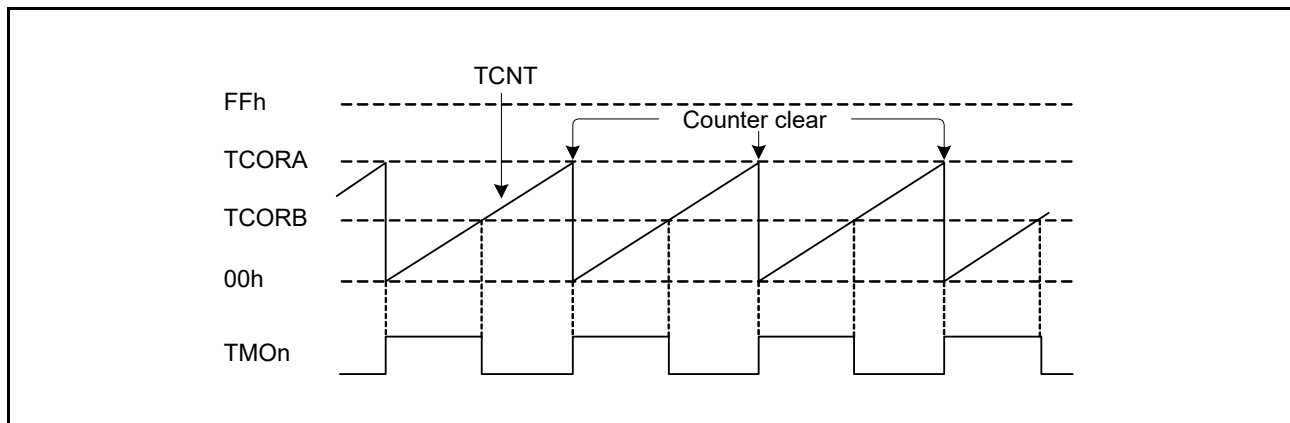 TCNT
FFh
Counter clear
TCORA
TCORB
00h
TMOn